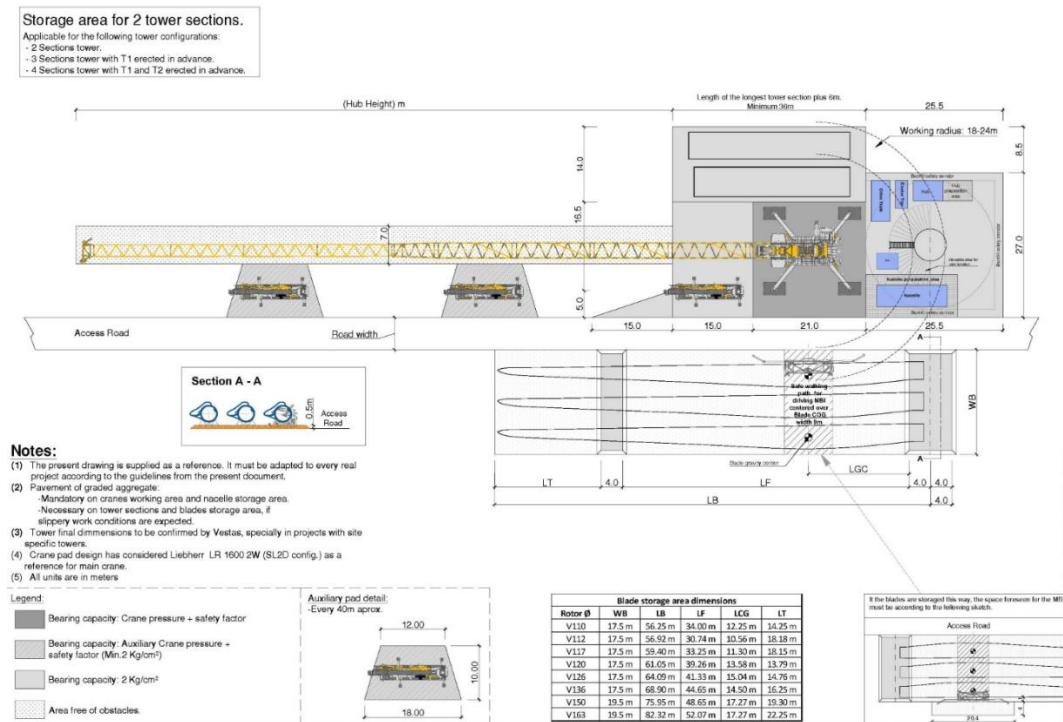 Storage area for 2 tower sections.
Applicable for the following tower configurations:
- 2 Sections tower.
- 3 Sections tower with T1 erected in advance.
- 4 Sections tower with T1 and T2 erected in advance.
(Hub Height) m
Length of the longest tower section plus 6m.
Minimum 36m
25.5
Working radius: 18-24m
14.0
8.5
16.5
7.0
27.0
Hub
Nacelle
5.0
15.0
15.0
21.0
25.5
Access Road
Road width
A
Section A - A
0.5m
Access
Road
Safe walking
path for
driving MBI
centered over
Blade COG
width 8m.
WB
Blade gravity center
A
LGC
LT
4.0
LF
4.0
4.0
LB
4.0
Notes:
(1) The present drawing is supplied as a reference. It must be adapted to every real
project according to the guidelines from the present document.
(2) Pavement of graded aggregate:
-Mandatory on cranes working area and nacelle storage area.
-Necessary on tower sections and blades storage area, if
slippery work conditions are expected.
(3) Tower final dimmensions to be confirmed by Vestas, specially in projects with site
specific towers.
(4) Crane pad design has considered Liebherr LR 1600 2W (SL2D config.) as a
reference for main crane.
(5) All units are in meters
Legend:
Bearing capacity: Crane pressure + safety factor
Bearing capacity: Auxiliary Crane pressure +
safety factor (Min.2 Kg/cm²)
Bearing capacity: 2 Kg/cm²
Area free of obstacles.
Auxiliary pad detail:
-Every 40m aprox.
12.00
10.00
18.00
Blade storage area dimensions
Rotor Ø WB LB LF LCG LT
V110 17.5 m 56.25 m 34.00 m 12.25 m 14.25 m
V112 17.5 m 56.92 m 30.74 m 10.56 m 18.18 m
V117 17.5 m 59.40 m 33.25 m 11.30 m 18.15 m
V120 17.5 m 61.05 m 39.26 m 13.58 m 13.79 m
V126 17.5 m 64.09 m 41.33 m 15.04 m 14.76 m
V136 17.5 m 68.90 m 44.65 m 14.50 m 16.25 m
V150 19.5 m 75.95 m 48.65 m 17.27 m 19.30 m
V163 19.5 m 82.32 m 52.07 m 17.27 m 22.25 m
If the blades are storaged this way, the space foreseen for the MBI
must be according to the following sketch.
Access Road
4
20.4